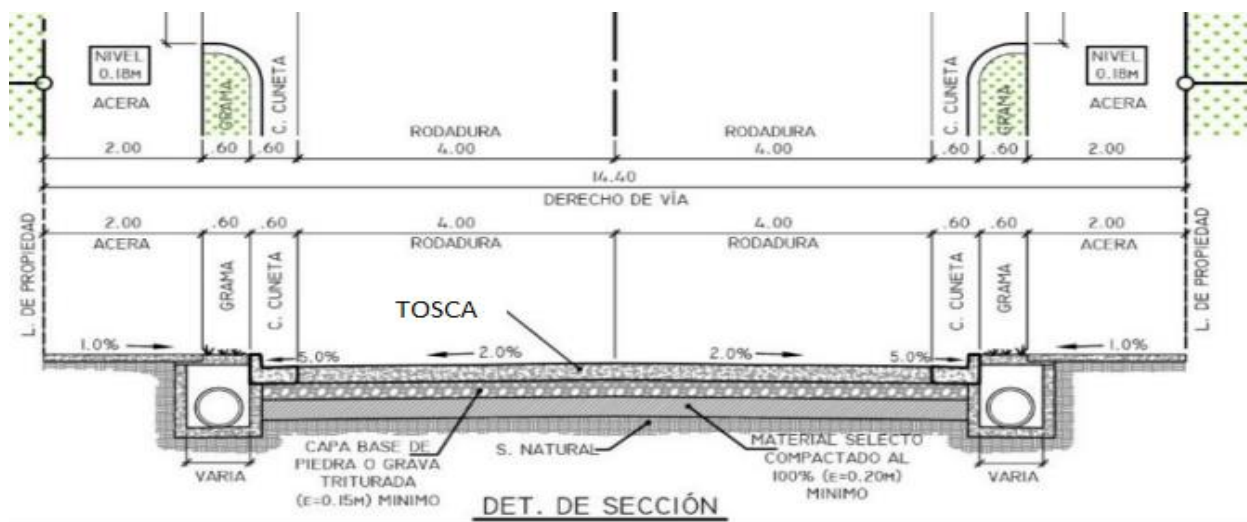 NIVEL
0.18M
ACERA
GRAMA
C. CUNETA
C. CUNETA
GRAMA
NIVEL
0.18M
ACERA
RODADURA
RODADURA
2.00
.60
.60
4.00
4.00
.60
.60
2.00
14.40
DERECHO DE VÍA
2.00
.60
.60
4.00
4.00
.60
.60
2.00
ACERA
RODADURA
RODADURA
ACERA
L. DE PROPIEDAD
GRAMA
C. CUNETA
C. CUNETA
GRAMA
L. DE PROPIEDAD
TOSCA
1.0%
5.0%
2.0%
2.0%
5.0%
1.0%
VARIA
CAPA BASE DE
PIEDRA O GRAVA
TRITURADA
(E=0.15M) MINIMO
S. NATURAL
MATERIAL SELECTO
COMPACTADO AL
100% (E=0.20M)
MINIMO
VARIA
DET. DE SECCIÓN